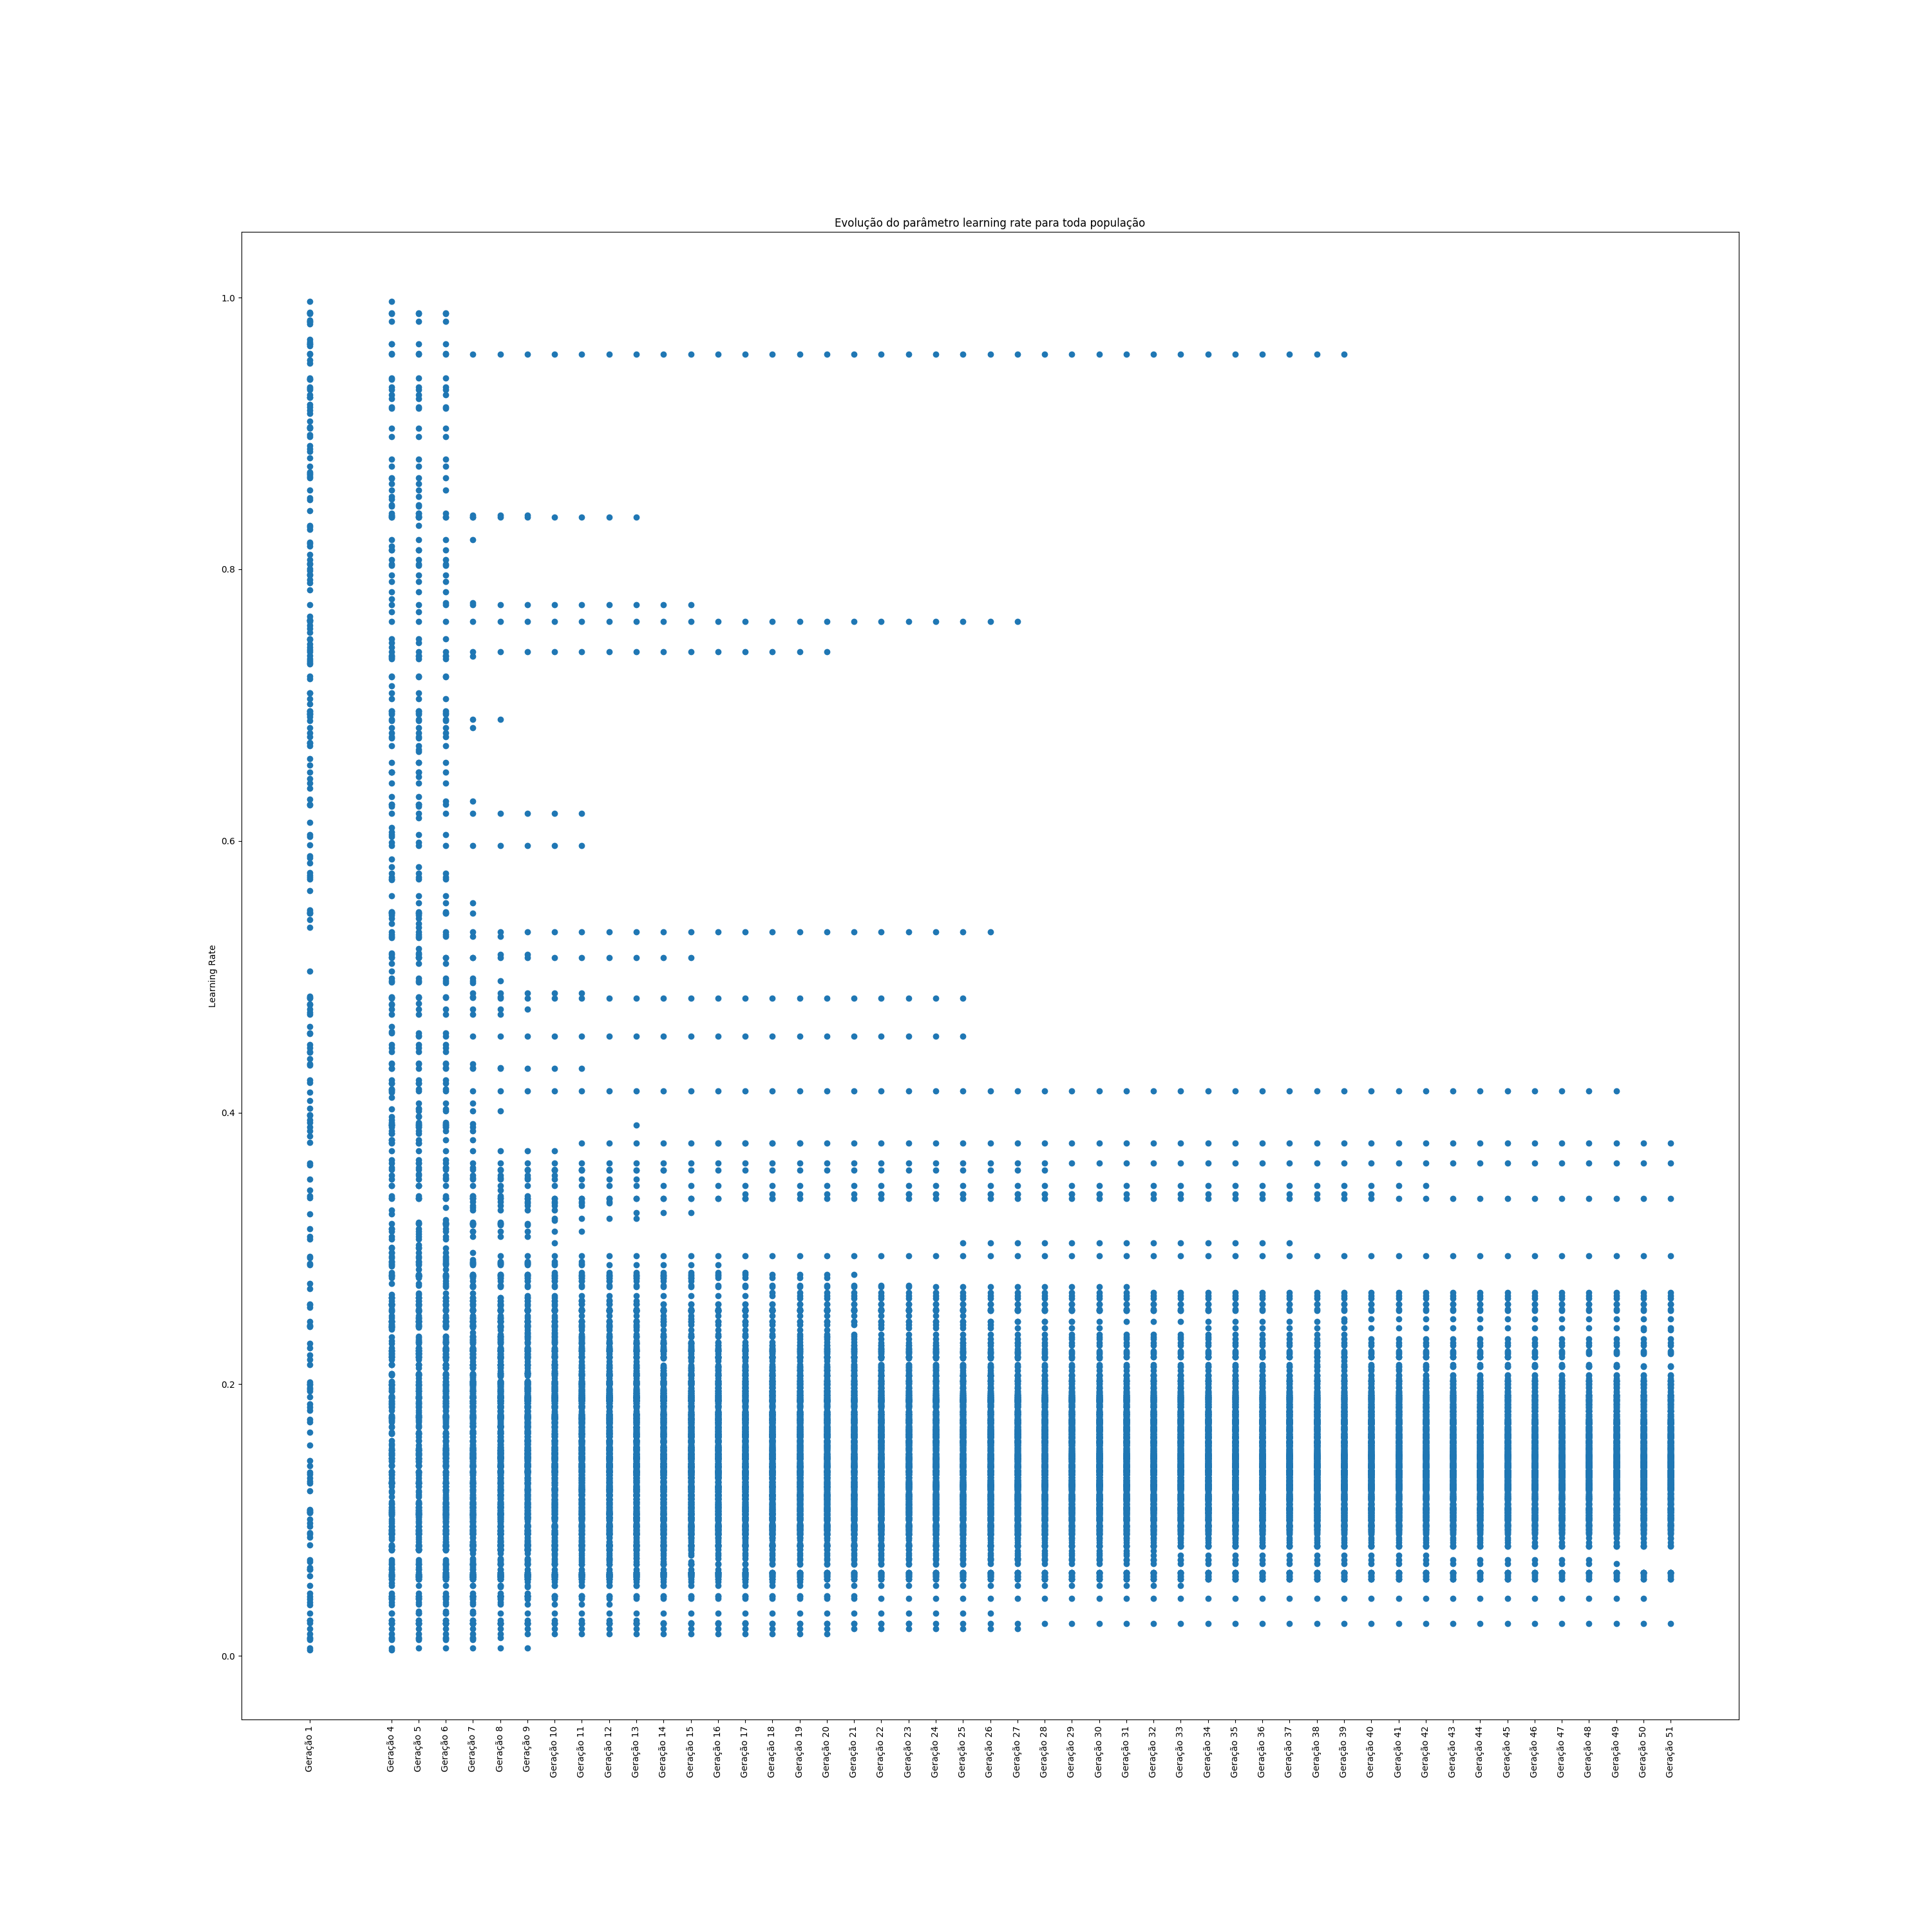 Evolução do parâmetro learning rate para toda população
1.0
0.8
0.6
0.4
0.2
0.0
Learning Rate
Geração 1
Geração 4
Geração 5
Geração 6
Geração 7
Geração 8
Geração 9
Geração 10
Geração 11
Geração 12
Geração 13
Geração 14
Geração 15
Geração 16
Geração 17
Geração 18
Geração 19
Geração 20
Geração 21
Geração 22
Geração 23
Geração 24
Geração 25
Geração 26
Geração 27
Geração 28
Geração 29
Geração 30
Geração 31
Geração 32
Geração 33
Geração 34
Geração 35
Geração 36
Geração 37
Geração 38
Geração 39
Geração 40
Geração 41
Geração 42
Geração 43
Geração 44
Geração 45
Geração 46
Geração 47
Geração 48
Geração 49
Geração 50
Geração 51